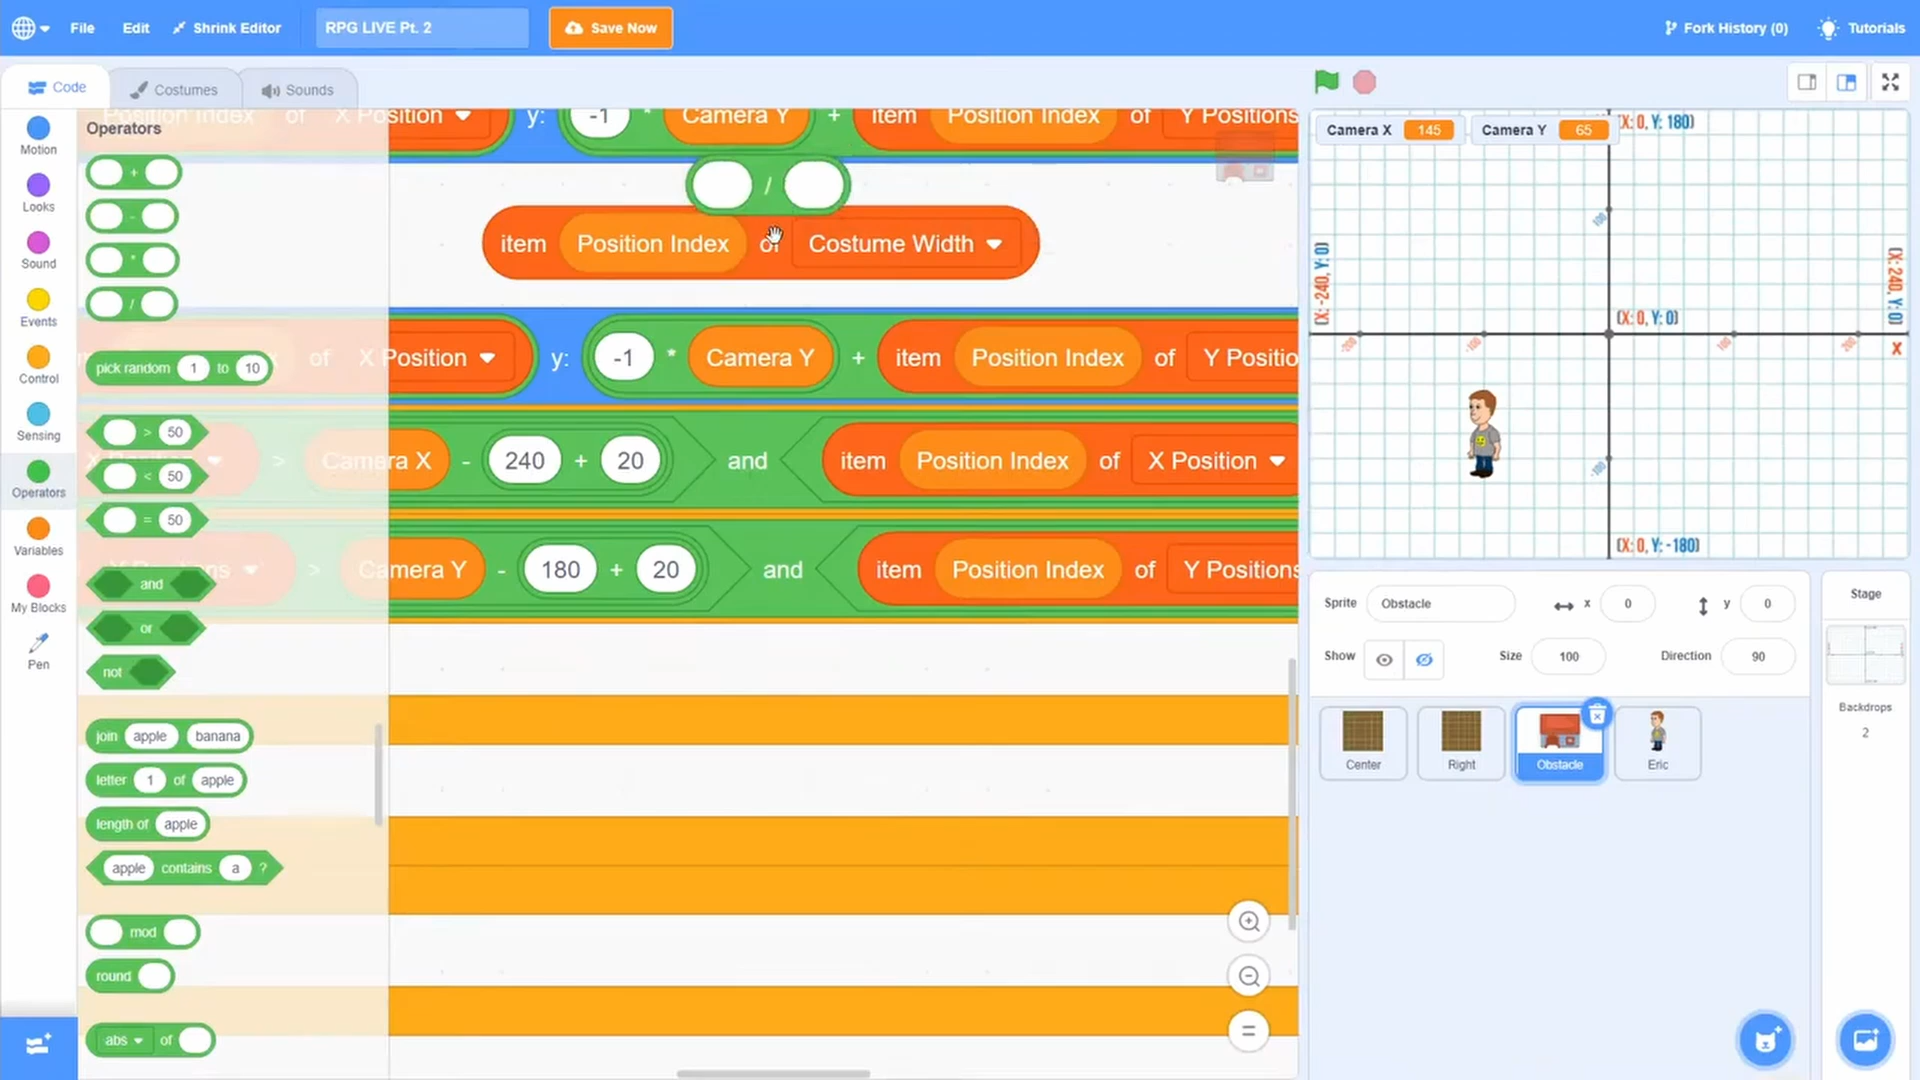 File Edit Shrink Editor RPG LIVE Pt. 2 Save Now Fork History (0) Tutorials
Code Costumes Sounds
Motion
Looks
Sound
Events
Control
Sensing
Operators
Variables
My Blocks
Pen
Operators
+
-
*
/
pick random 1 to 10
> 50
< 50
= 50
and
or
not
join apple banana
letter 1 of apple
length of apple
apple contains a ?
mod
round
abs of
Position Index of X Position y: -1 * Camera Y + item Position Index of Y Positions
/
item Position Index of Costume Width
of X Position y: -1 * Camera Y + item Position Index of Y Positio
> Camera X - 240 + 20 and item Position Index of X Position
> Camera Y - 180 + 20 and item Position Index of Y Positions
=
Camera X 145 Camera Y 65 (X: 0, Y: 180)
(X: -240, Y: 0)
(X: 240, Y: 0)
(X: 0, Y: 0)
100
-200 -100 100 200 X
-100
(X: 0, Y: -180)
Sprite Obstacle x 0 y 0
Show Size 100 Direction 90
Center Right Obstacle Eric
Stage
Backdrops
2